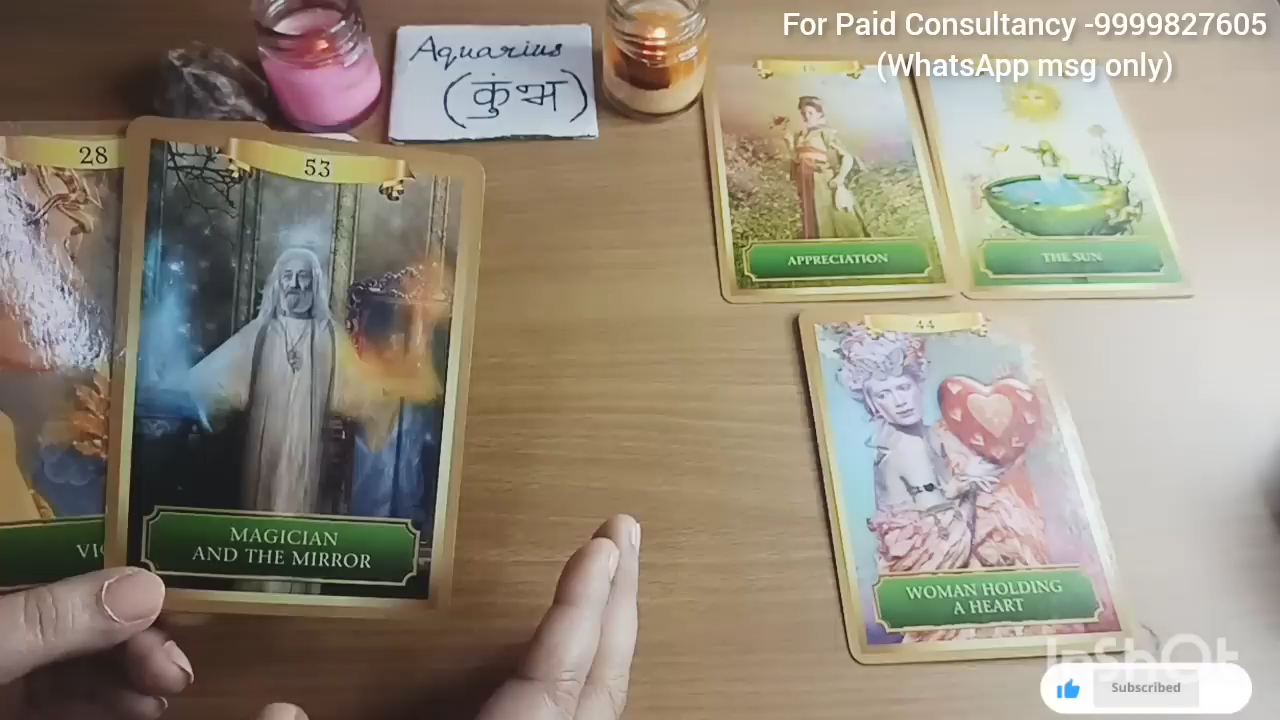 For Paid Consultancy -9999827605
(WhatsApp msg only)
Aquarius
(कुंभ)
28
53
APPRECIATION
THE SUN
44
MAGICIAN
AND THE MIRROR
WOMAN HOLDING
A HEART
InShOt
Subscribed